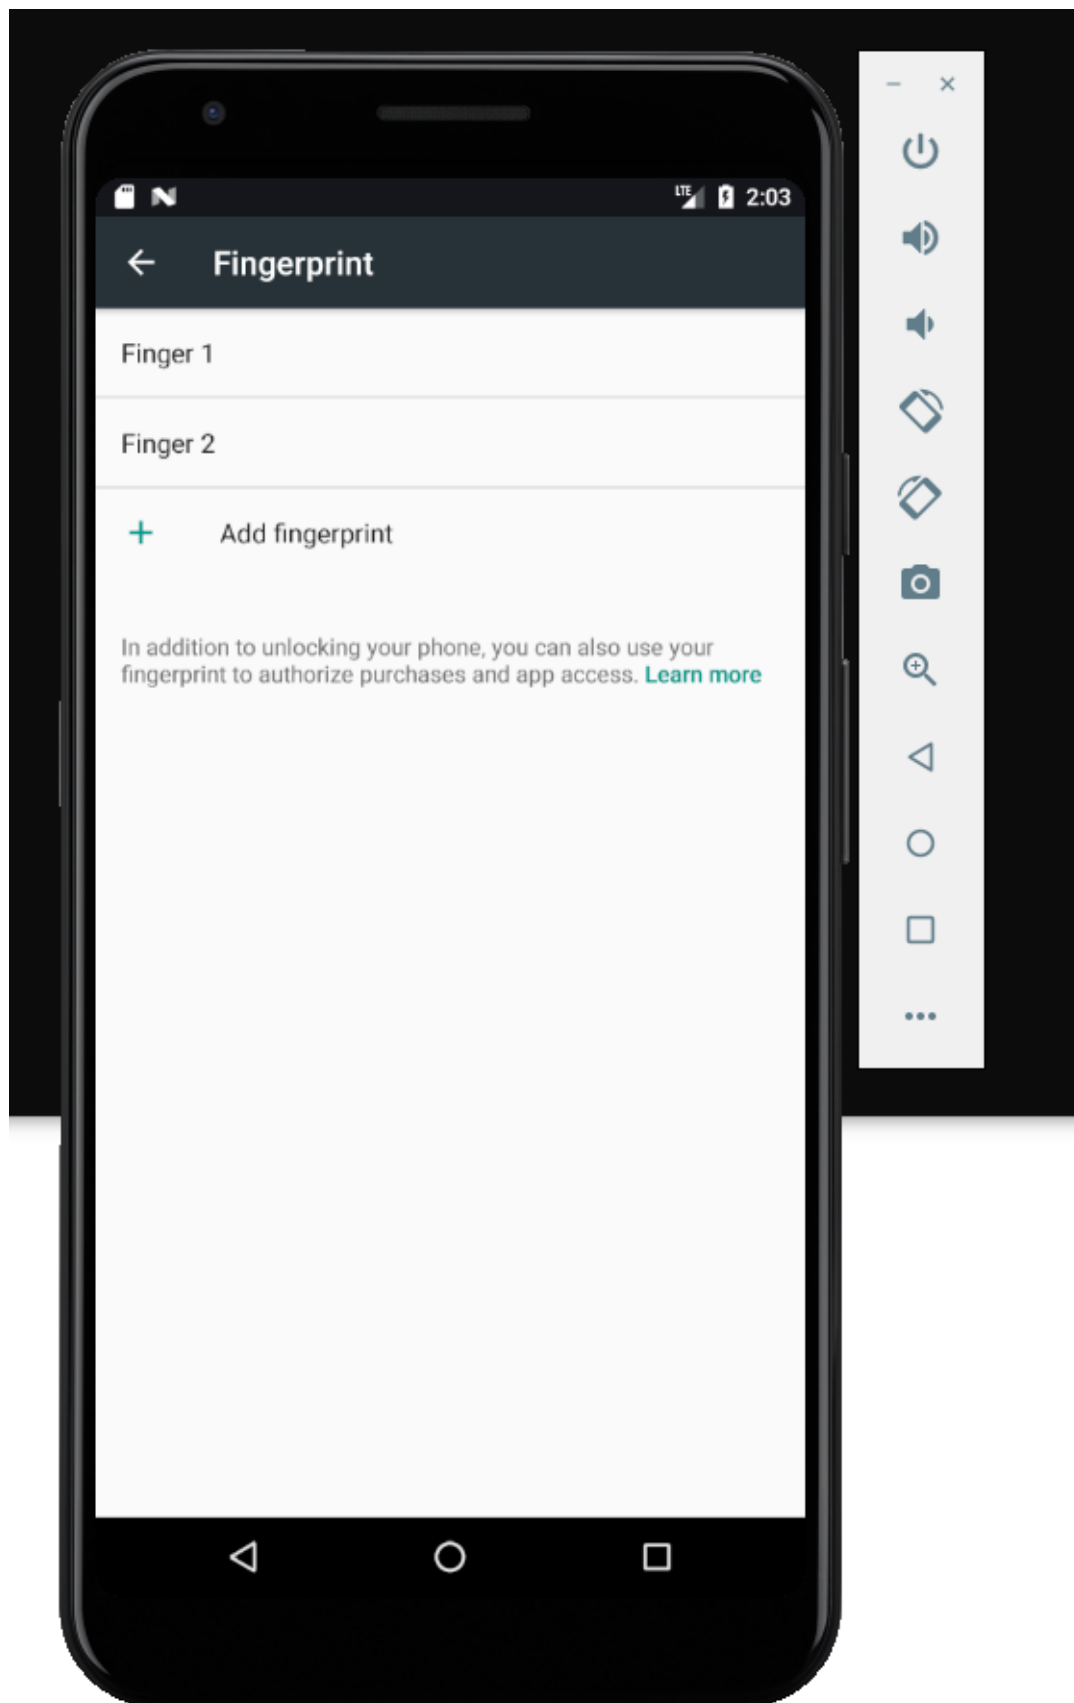 LTE 2:03
Fingerprint
Finger 1
Finger 2
Add fingerprint
In addition to unlocking your phone, you can also use your
fingerprint to authorize purchases and app access. Learn more